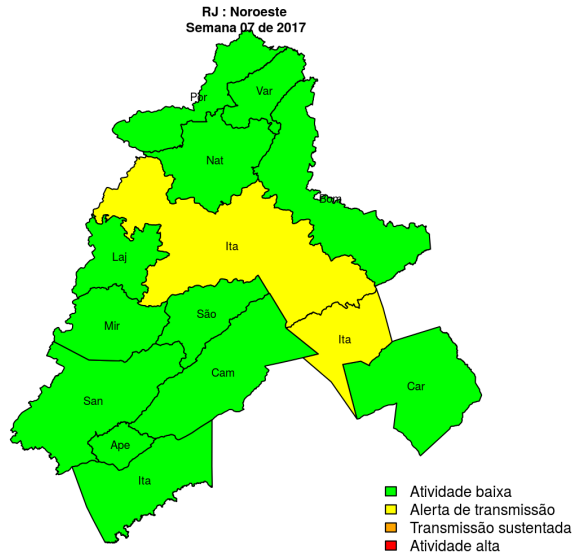 RJ : Noroeste
Semana 07 de 2017
Por
Var
Nat
Bom
Ita
Laj
São
Mir
Ita
Cam
Car
San
Ape
Ita
Atividade baixa
Alerta de transmissão
Transmissão sustentada
Atividade alta